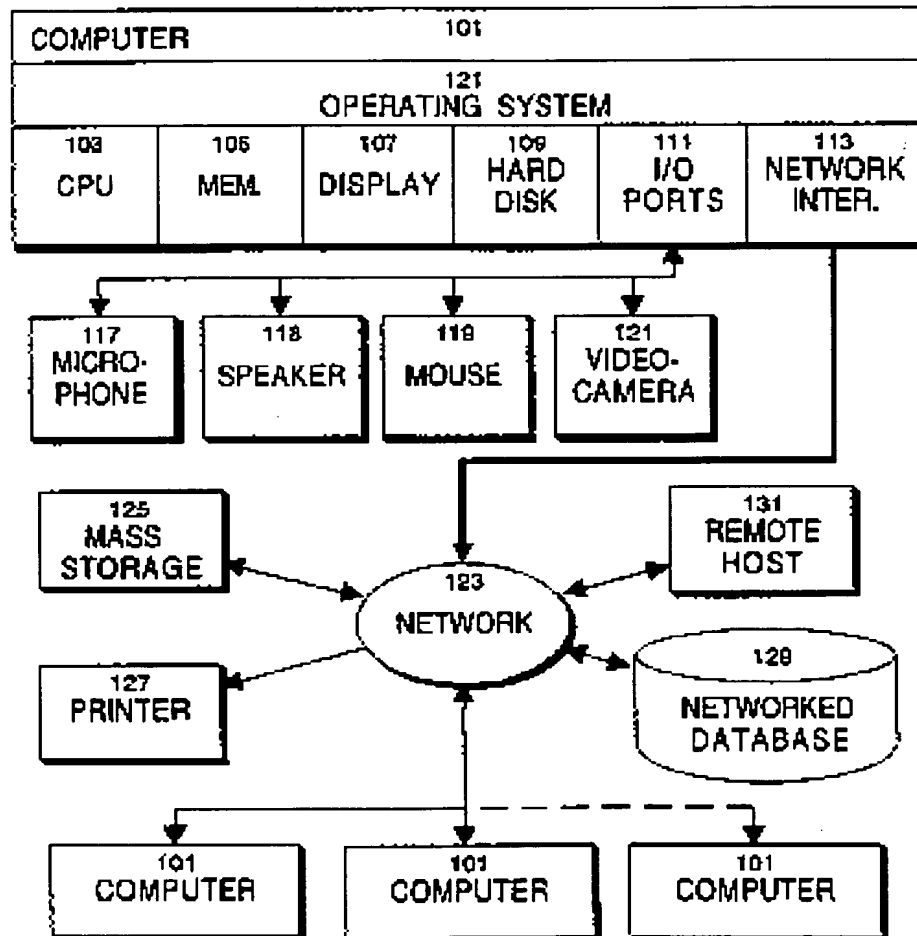 COMPUTER 101
121
OPERATING SYSTEM
103
CPU
105
MEM.
107
DISPLAY
109
HARD
DISK
111
I/O
PORTS
113
NETWORK
INTER.
117
MICRO-
PHONE
118
SPEAKER
119
MOUSE
121
VIDEO-
CAMERA
125
MASS
STORAGE
131
REMOTE
HOST
123
NETWORK
127
PRINTER
129
NETWORKED
DATABASE
101
COMPUTER
101
COMPUTER
101
COMPUTER